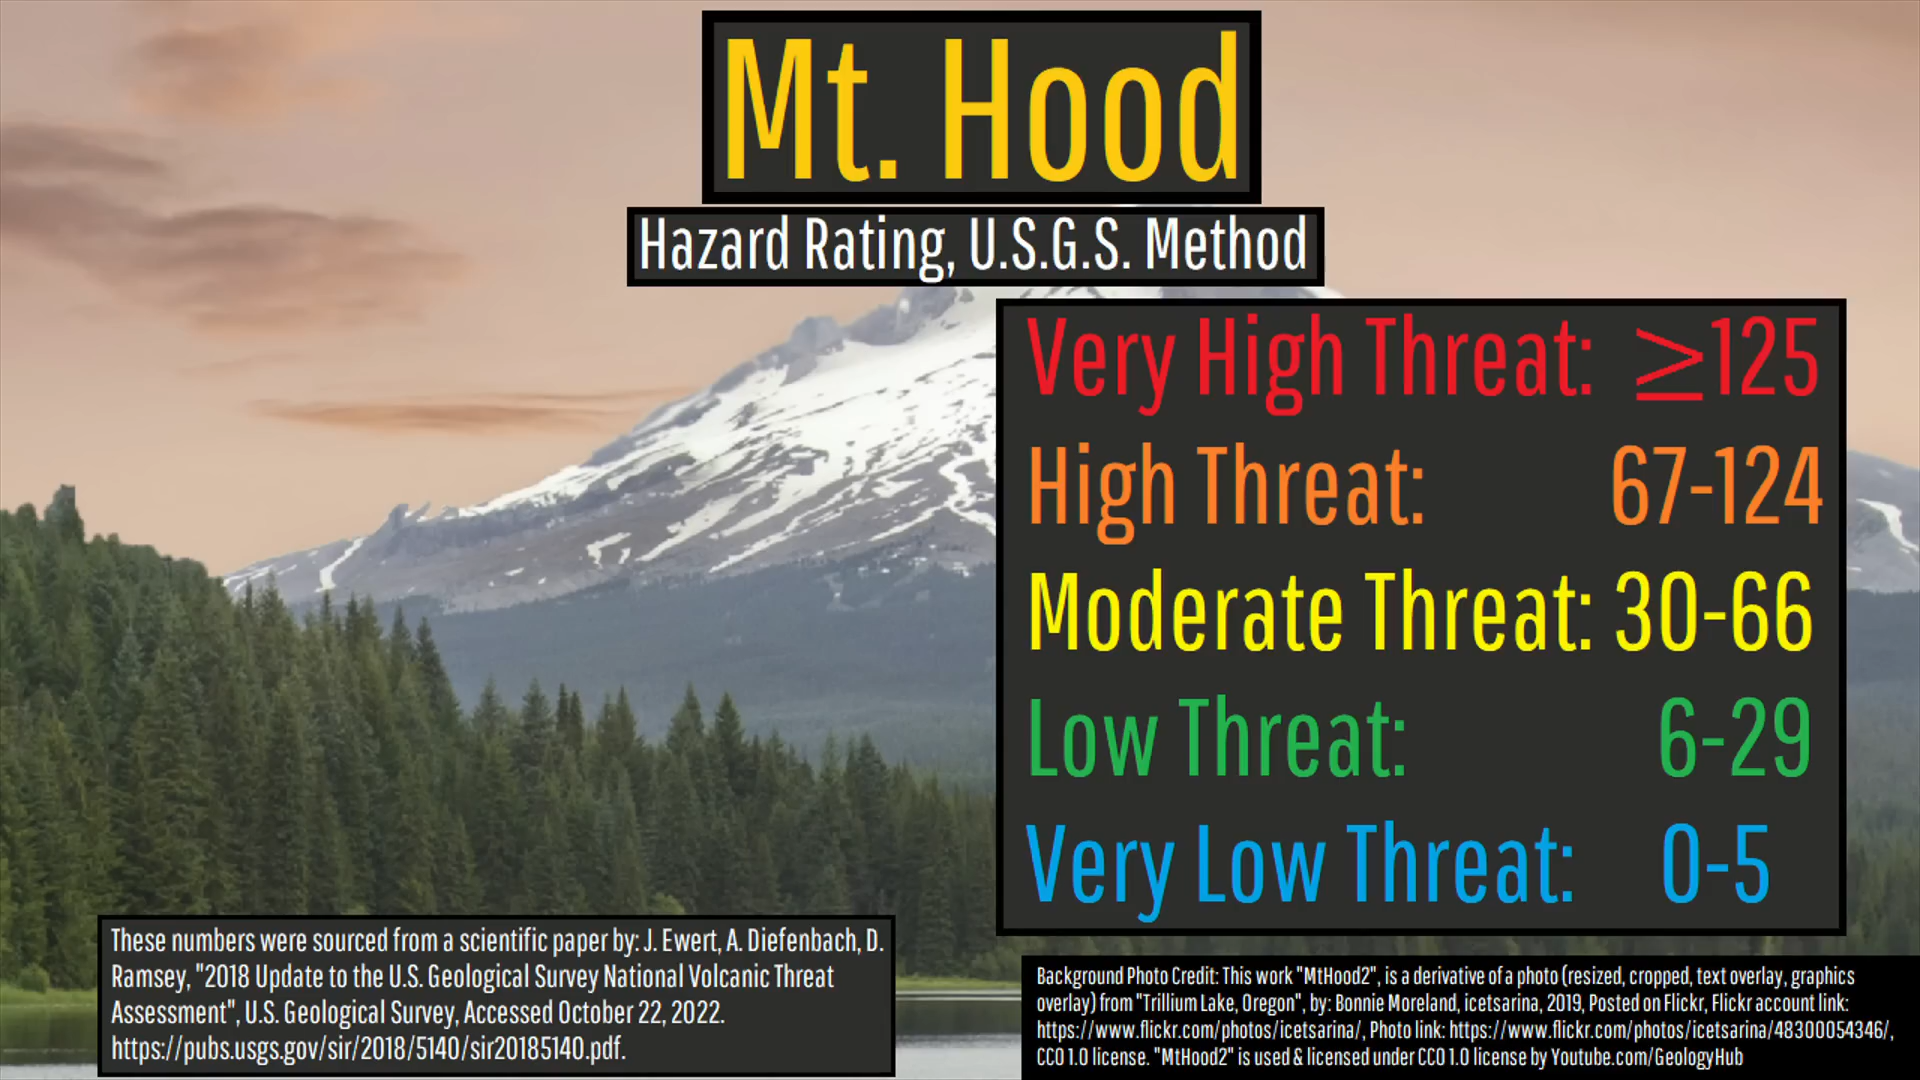 Mt. Hood
Hazard Rating, U.S.G.S. Method
Very High Threat: ≥125
High Threat: 67-124
Moderate Threat: 30-66
Low Threat: 6-29
Very Low Threat: 0-5
These numbers were sourced from a scientific paper by: J. Ewert, A. Diefenbach, D.
Ramsey, "2018 Update to the U.S. Geological Survey National Volcanic Threat
Assessment", U.S. Geological Survey, Accessed October 22, 2022.
https://pubs.usgs.gov/sir/2018/5140/sir20185140.pdf.
Background Photo Credit: This work "MtHood2", is a derivative of a photo (resized, cropped, text overlay, graphics
overlay) from "Trillium Lake, Oregon", by: Bonnie Moreland, icetsarina, 2019, Posted on Flickr, Flickr account link:
https://www.flickr.com/photos/icetsarina/, Photo link: https://www.flickr.com/photos/icetsarina/48300054346/,
CC0 1.0 license. "MtHood2" is used & licensed under CC0 1.0 license by Youtube.com/GeologyHub